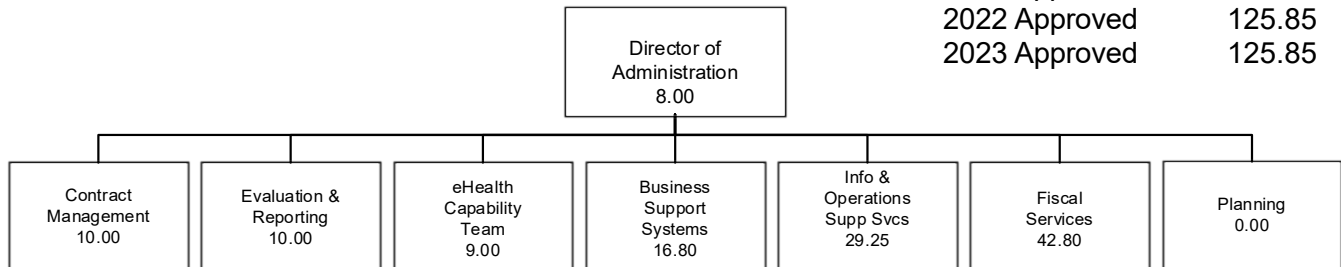 2022 Approved 125.85
2023 Approved 125.85
Director of
Administration
8.00
Contract
Management
10.00
Evaluation &
Reporting
10.00
eHealth
Capability
Team
9.00
Business
Support
Systems
16.80
Info &
Operations
Supp Svcs
29.25
Fiscal
Services
42.80
Planning
0.00